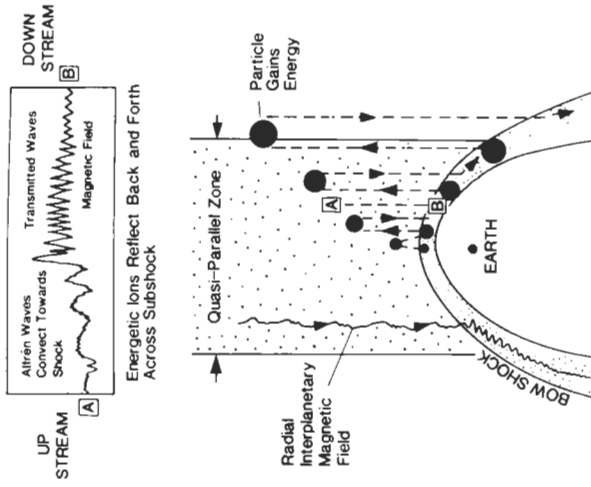 UP
STREAM
A
Alfrén Waves
Convect Towards
Shock
Transmitted Waves
Magnetic Field
DOWN
STREAM
B
Energetic Ions Reflect Back and Forth
Across Subshock
Quasi-Parallel Zone
Particle
Gains
Energy
A
B
Radial
Interplanetary
Magnetic
Field
EARTH
BOW SHOCK